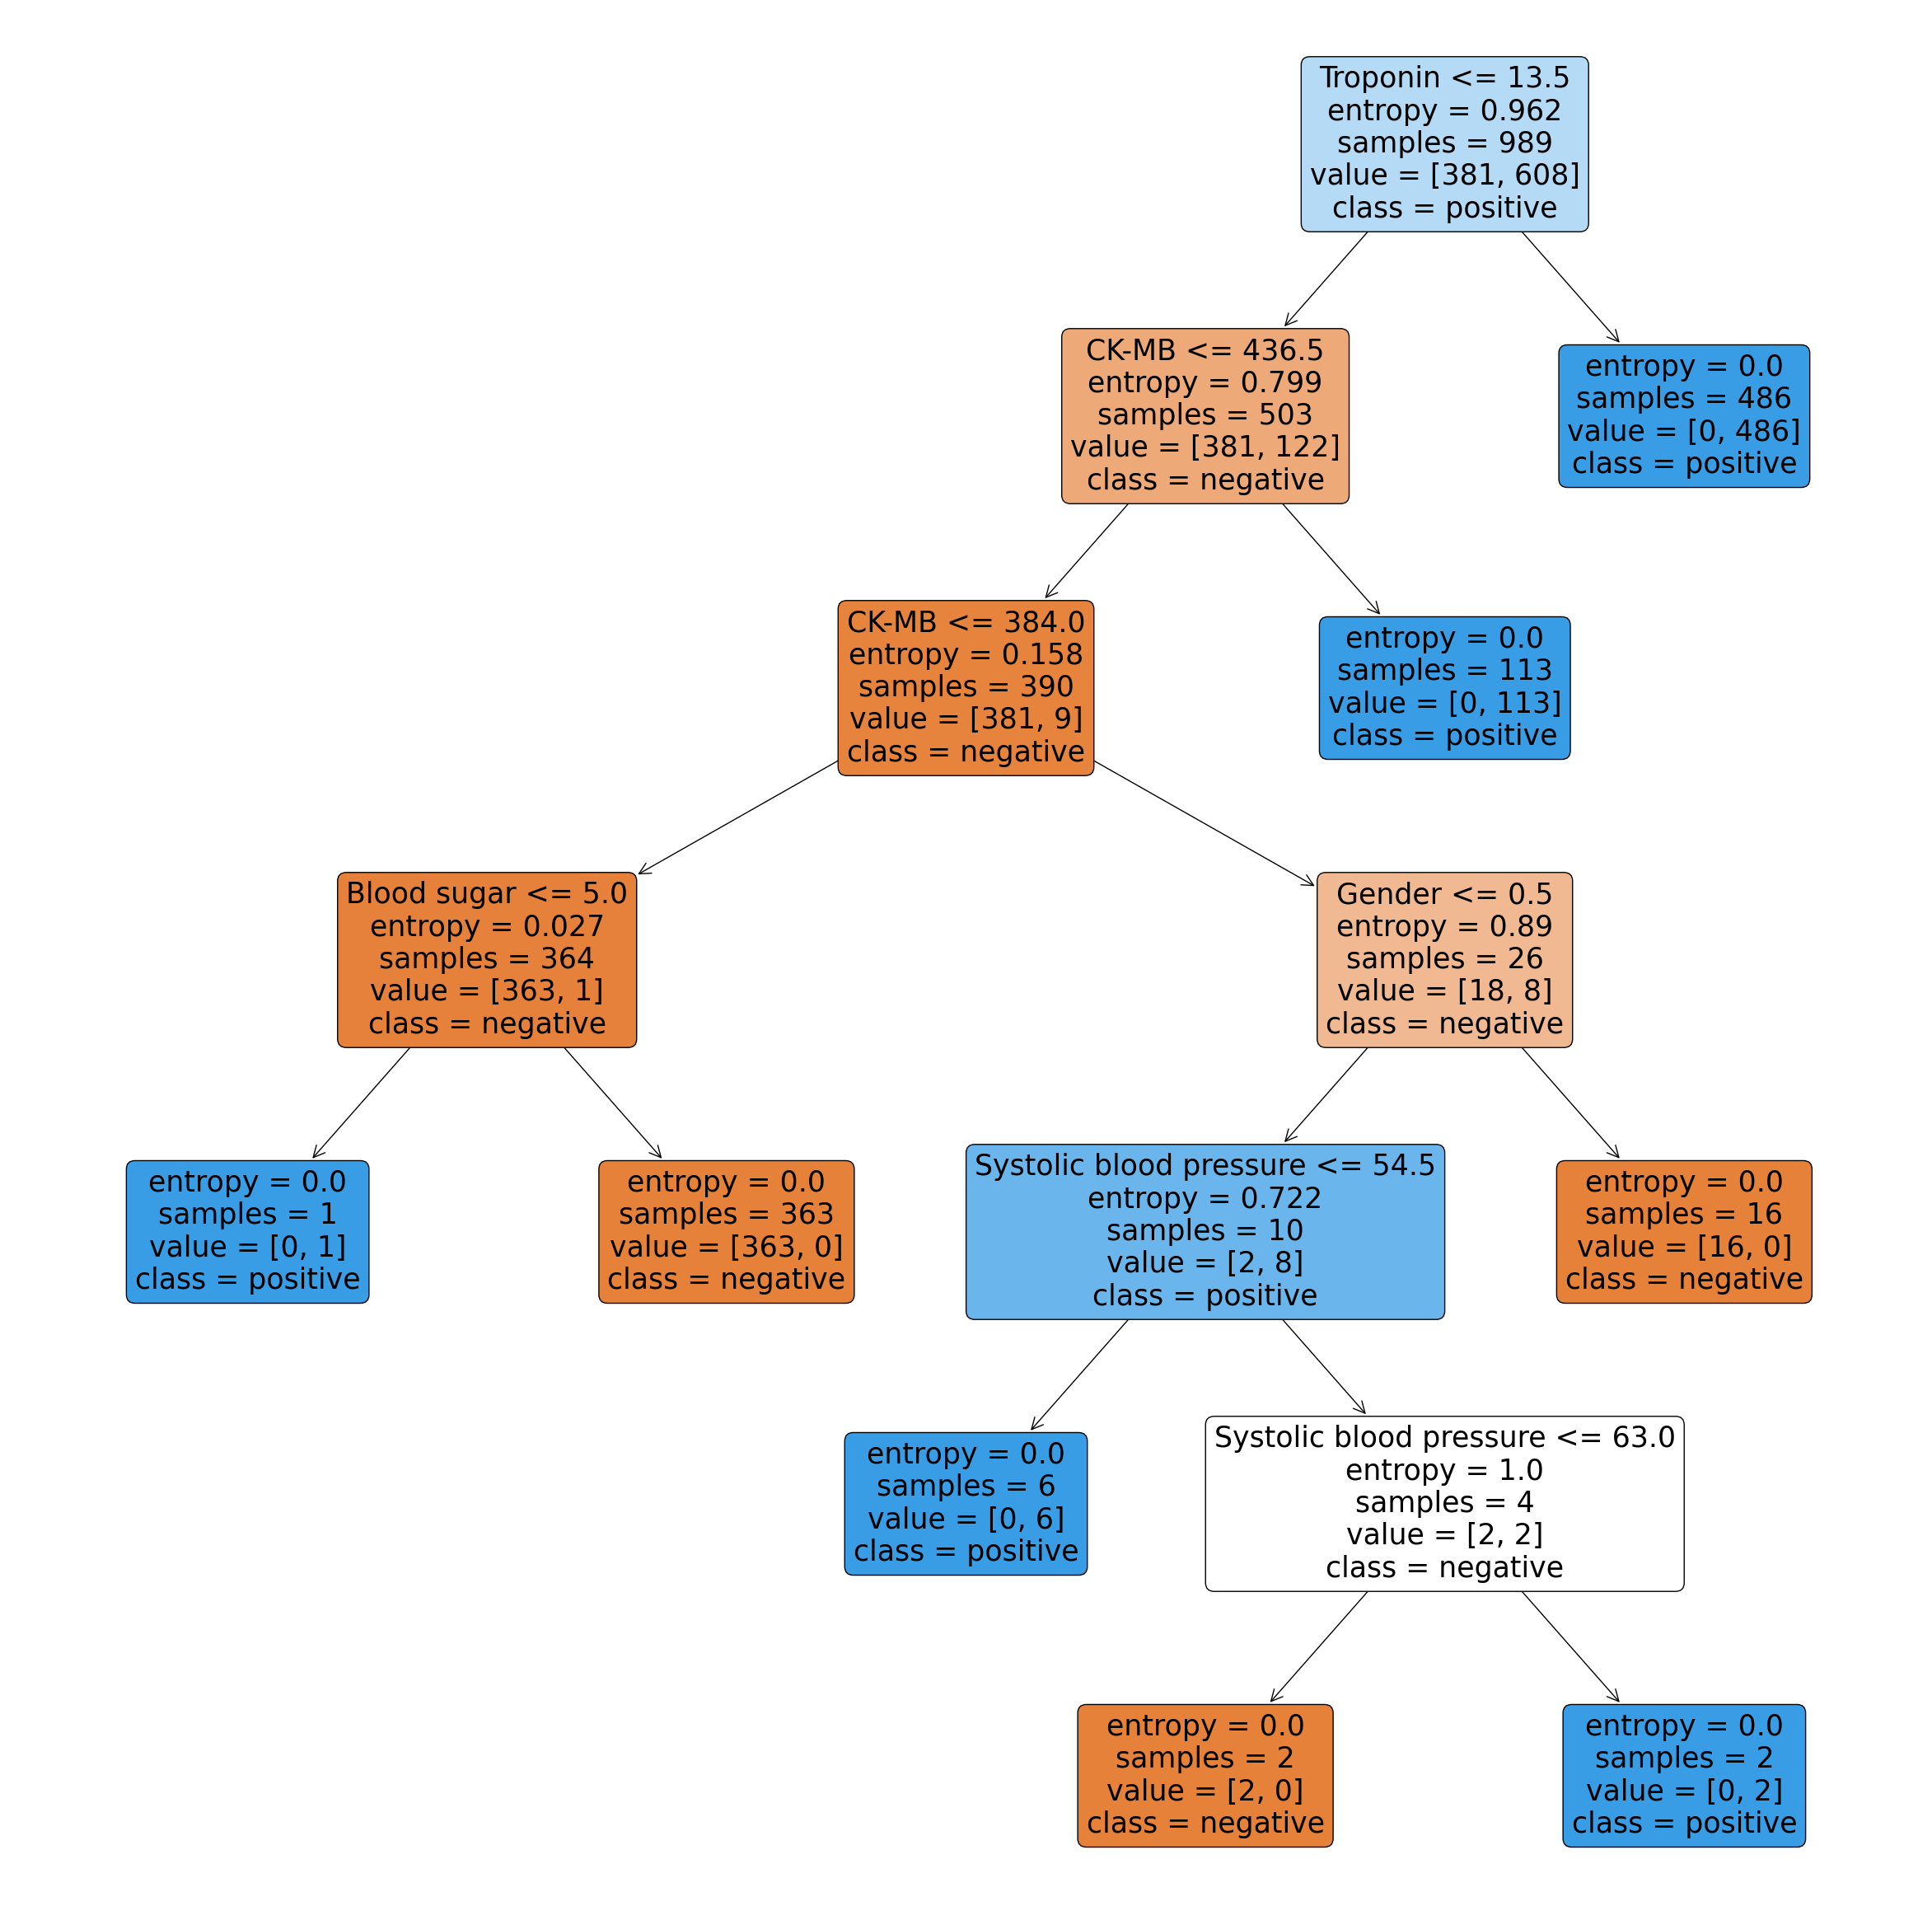 Troponin <= 13.5
entropy = 0.962
samples = 989
value = [381, 608]
class = positive
CK-MB <= 436.5
entropy = 0.799
samples = 503
value = [381, 122]
class = negative
entropy = 0.0
samples = 486
value = [0, 486]
class = positive
CK-MB <= 384.0
entropy = 0.158
samples = 390
value = [381, 9]
class = negative
entropy = 0.0
samples = 113
value = [0, 113]
class = positive
Blood sugar <= 5.0
entropy = 0.027
samples = 364
value = [363, 1]
class = negative
Gender <= 0.5
entropy = 0.89
samples = 26
value = [18, 8]
class = negative
entropy = 0.0
samples = 1
value = [0, 1]
class = positive
entropy = 0.0
samples = 363
value = [363, 0]
class = negative
Systolic blood pressure <= 54.5
entropy = 0.722
samples = 10
value = [2, 8]
class = positive
entropy = 0.0
samples = 16
value = [16, 0]
class = negative
entropy = 0.0
samples = 6
value = [0, 6]
class = positive
Systolic blood pressure <= 63.0
entropy = 1.0
samples = 4
value = [2, 2]
class = negative
entropy = 0.0
samples = 2
value = [2, 0]
class = negative
entropy = 0.0
samples = 2
value = [0, 2]
class = positive